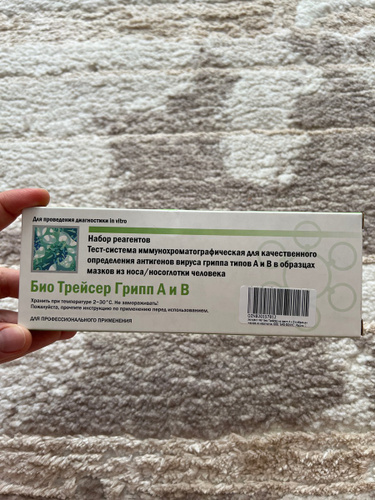 Для проведения диагностики in vitro
Набор реагентов
Тест-система иммунохроматографическая для качественного
определения антигенов вируса гриппа типов А и В в образцах
мазков из носа/носоглотки человека
Био Трейсер Грипп А и В
Хранить при температуре 2-30°С. Не замораживать!
Пожалуйста, прочтите инструкцию по применению перед использованием.
ДЛЯ ПРОФЕССИОНАЛЬНОГО ПРИМЕНЕНИЯ